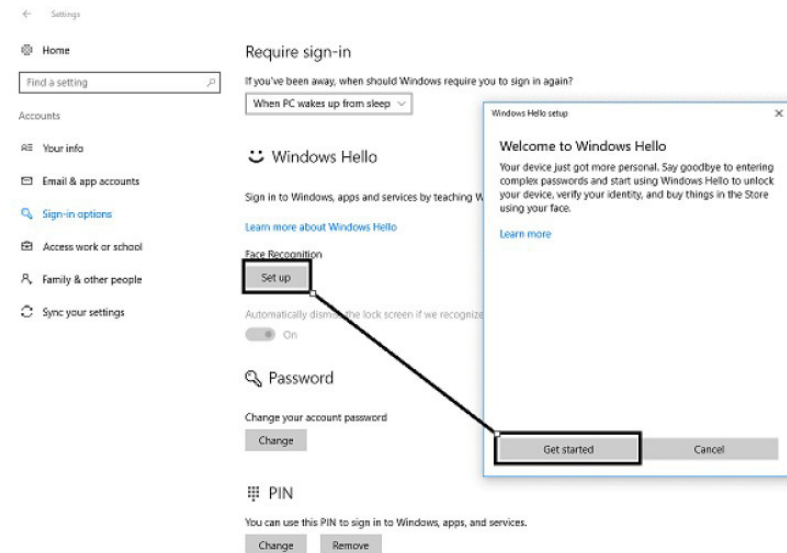 Settings
Home
Find a setting
Accounts
Your info
Email & app accounts
Sign-in options
Access work or school
Family & other people
Sync your settings
Require sign-in
If you've been away, when should Windows require you to sign in again?
When PC wakes up from sleep
Windows Hello
Sign in to Windows, apps and services by teaching W
Learn more about Windows Hello
Face Recognition
Set up
Automatically dismiss the lock screen if we recognize
On
Password
Change your account password
Change
PIN
You can use this PIN to sign in to Windows, apps, and services.
Change Remove
Windows Hello setup
Welcome to Windows Hello
Your device just got more personal. Say goodbye to entering
complex passwords and start using Windows Hello to unlock
your device, verify your identity, and buy things in the Store
using your face.
Learn more
Get started Cancel